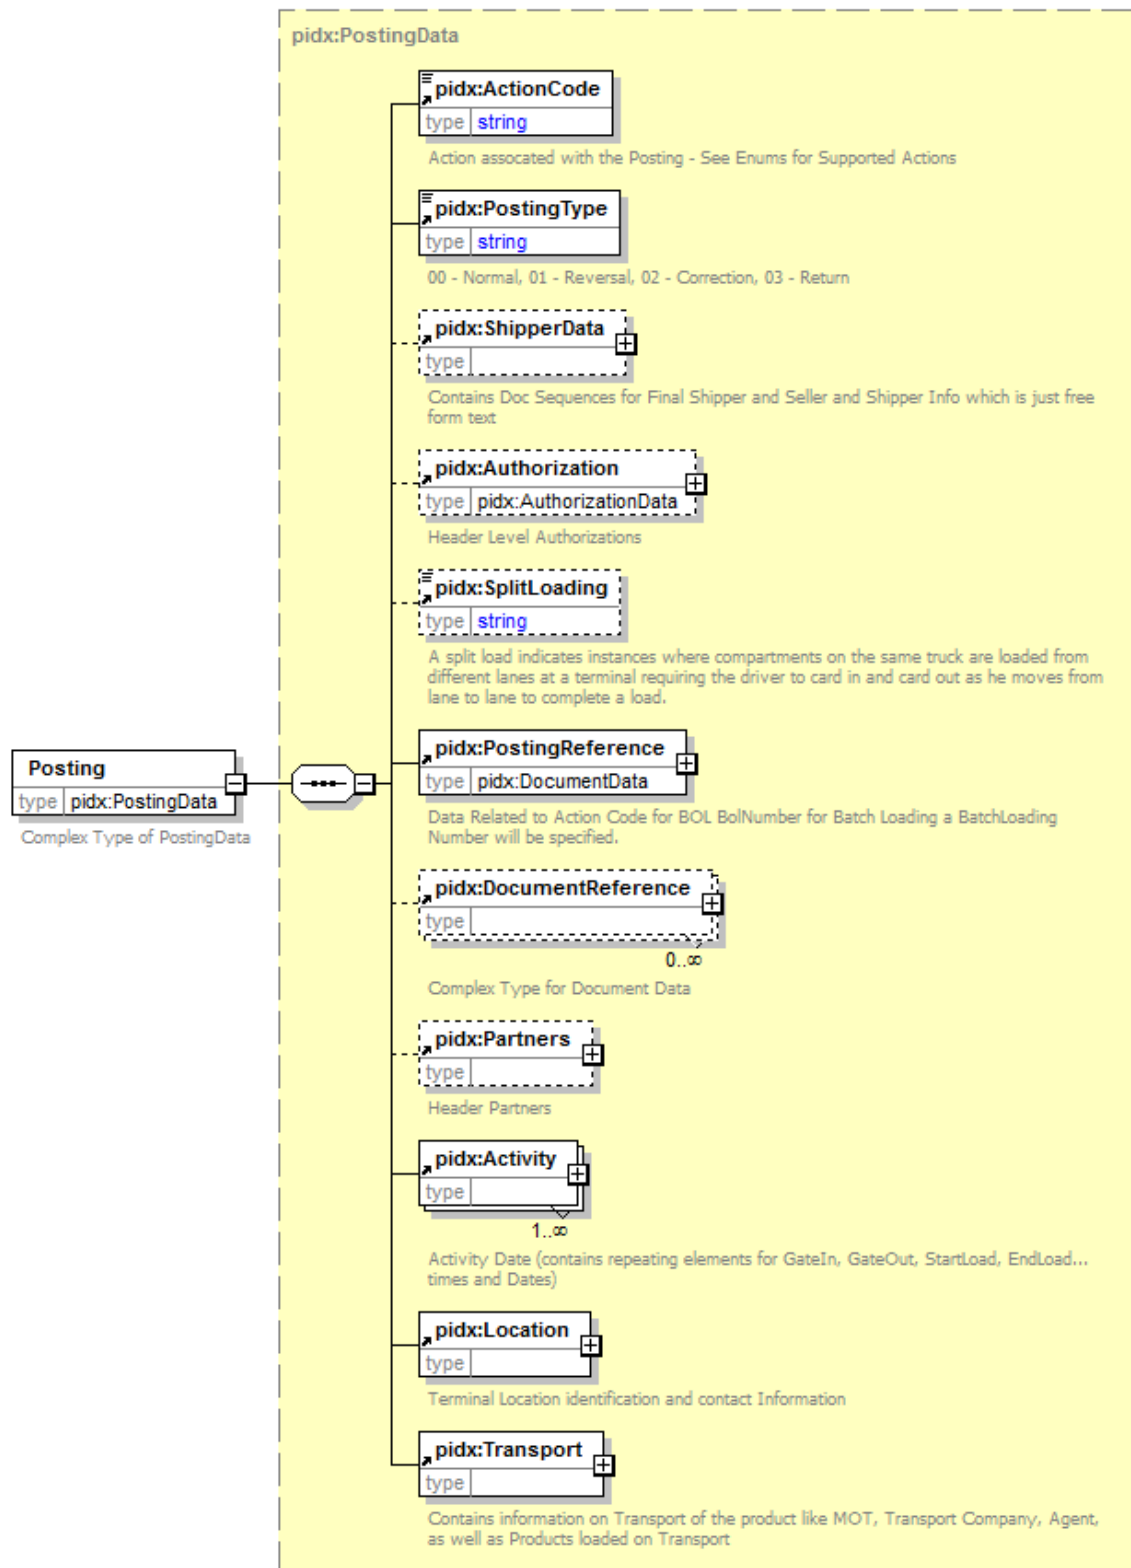 pidx:PostingData
pidx:ActionCode
type string
Action assocated with the Posting - See Enums for Supported Actions
pidx:PostingType
type string
00 - Normal, 01 - Reversal, 02 - Correction, 03 - Return
pidx:ShipperData
type
Contains Doc Sequences for Final Shipper and Seller and Shipper Info which is just free
form text
pidx:Authorization
type pidx:AuthorizationData
Header Level Authorizations
pidx:SplitLoading
type string
A split load indicates instances where compartments on the same truck are loaded from
different lanes at a terminal requiring the driver to card in and card out as he moves from
lane to lane to complete a load.
Posting
type pidx:PostingData
Complex Type of PostingData
pidx:PostingReference
type pidx:DocumentData
Data Related to Action Code for BOL BolNumber for Batch Loading a BatchLoading
Number will be specified.
pidx:DocumentReference
type
0..∞
Complex Type for Document Data
pidx:Partners
type
Header Partners
pidx:Activity
type
1..∞
Activity Date (contains repeating elements for GateIn, GateOut, StartLoad, EndLoad...
times and Dates)
pidx:Location
type
Terminal Location identification and contact Information
pidx:Transport
type
Contains information on Transport of the product like MOT, Transport Company, Agent,
as well as Products loaded on Transport